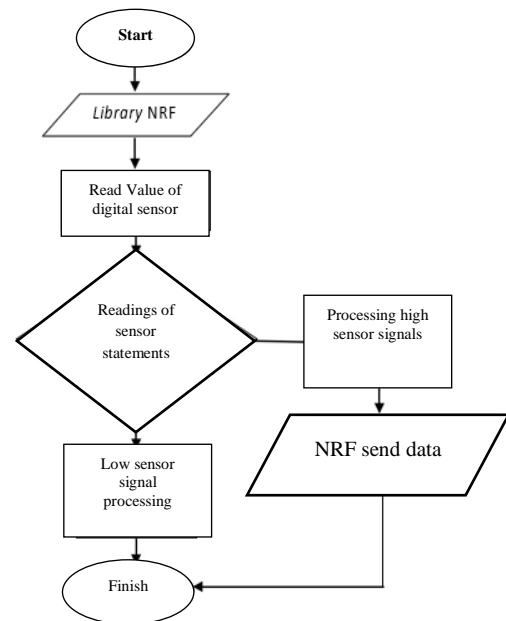 Start
Library NRF
Read Value of
digital sensor
Readings of
sensor
statements
Processing high
sensor signals
NRF send data
Low sensor
signal
processing
Finish